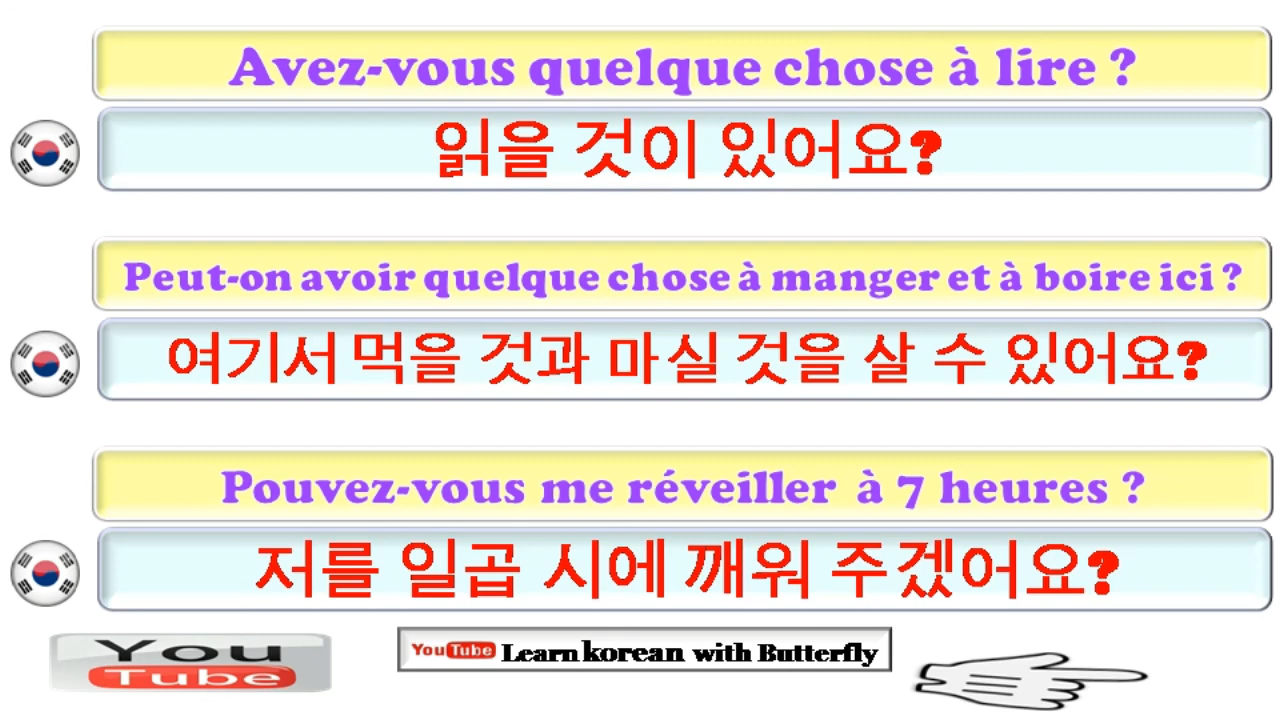 Avez-vous quelque chose à lire ?
읽을 것이 있어요?
Peut-on avoir quelque chose à manger et à boire ici ?
여기서 먹을 것과 마실 것을 살 수 있어요?
Pouvez-vous me réveiller à 7 heures ?
저를 일곱 시에 깨워 주겠어요?
You
Tube
YouTube Learn korean with Butterfly